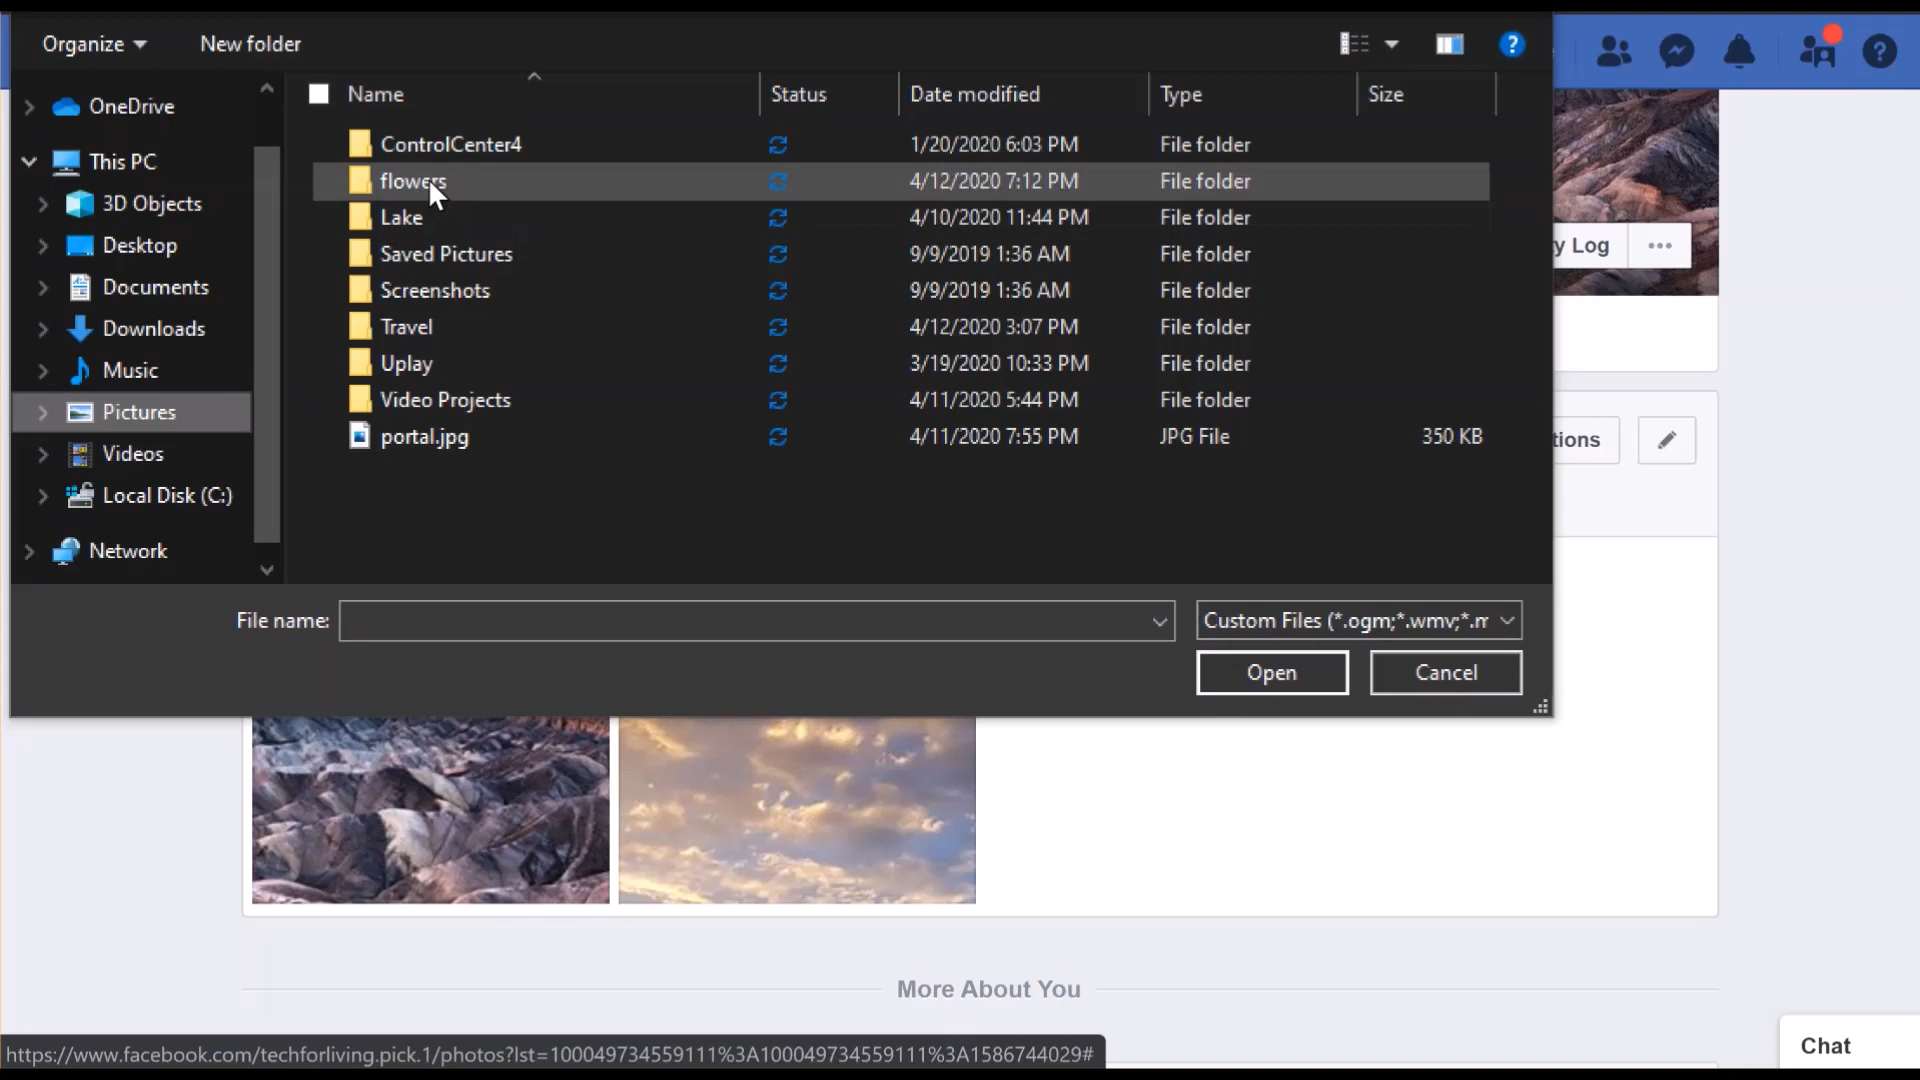 Organize New folder
Name Status Date modified Type Size
OneDrive
This PC
3D Objects
Desktop
Documents
Downloads
Music
Pictures
Videos
Local Disk (C:)
Network
ControlCenter4 1/20/2020 6:03 PM File folder
flowers 4/12/2020 7:12 PM File folder
Lake 4/10/2020 11:44 PM File folder
Saved Pictures 9/9/2019 1:36 AM File folder
Screenshots 9/9/2019 1:36 AM File folder
Travel 4/12/2020 3:07 PM File folder
Uplay 3/19/2020 10:33 PM File folder
Video Projects 4/11/2020 5:44 PM File folder
portal.jpg 4/11/2020 7:55 PM JPG File 350 KB
y Log
tions
File name: Custom Files (*.ogm;*.wmv;*.m
Open Cancel
More About You
https://www.facebook.com/techforliving.pick.1/photos?lst=100049734559111%3A100049734559111%3A1586744029#
Chat